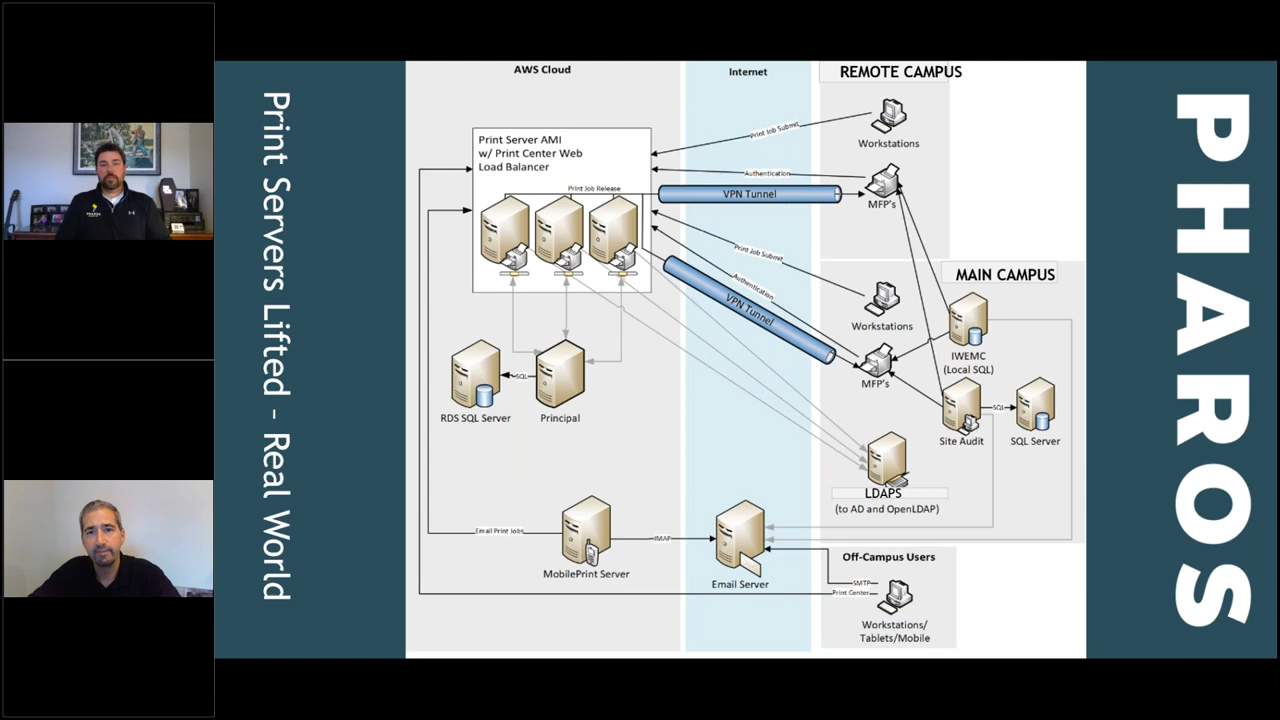 Print Servers Lifted - Real World
AWS Cloud
Internet
REMOTE CAMPUS
Print Server AMI
w/ Print Center Web
Load Balancer
Print Job Submit
Workstations
Authentication
Print Job Release
VPN Tunnel
MFP's
MAIN CAMPUS
Print Job Submit
Authentication
VPN Tunnel
Workstations
IWEMC
(Local SQL)
MFP's
SQL
RDS SQL Server
Principal
SQL
Site Audit
SQL Server
LDAPS
(to AD and OpenLDAP)
Email Print Jobs
IMAP
MobilePrint Server
Email Server
Off-Campus Users
SMTP
Print Center
Workstations/
Tablets/Mobile
PHAROS